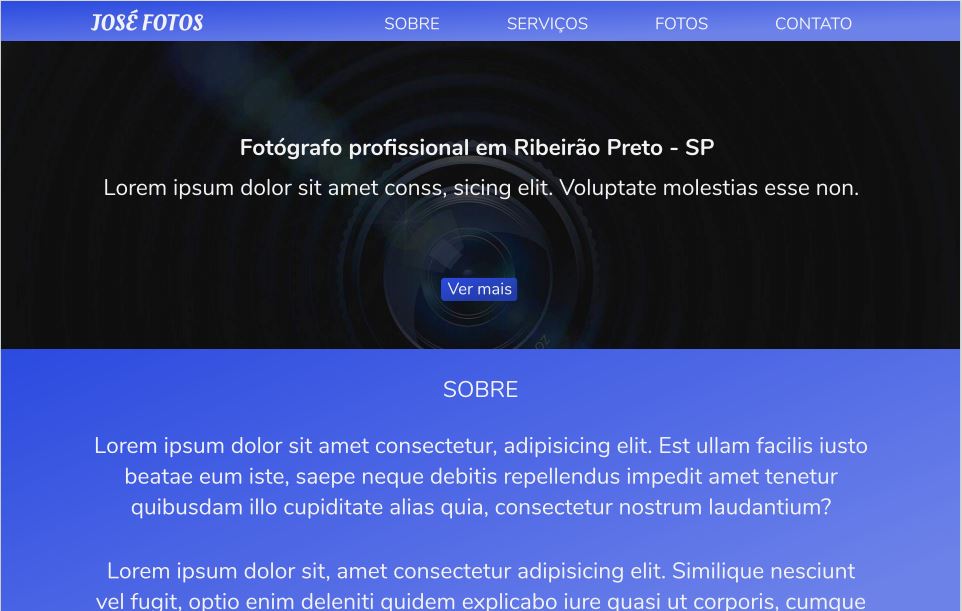 JOSÉ FOTOS SOBRE SERVIÇOS FOTOS CONTATO
Fotógrafo profissional em Ribeirão Preto - SP
Lorem ipsum dolor sit amet conss, sicing elit. Voluptate molestias esse non.
Ver mais
SOBRE
Lorem ipsum dolor sit amet consectetur, adipisicing elit. Est ullam facilis iusto
beatae eum iste, saepe neque debitis repellendus impedit amet tenetur
quibusdam illo cupiditate alias quia, consectetur nostrum laudantium?
Lorem ipsum dolor sit, amet consectetur adipisicing elit. Similique nesciunt
vel fugit, optio enim deleniti quidem explicabo iure quasi ut corporis, cumque